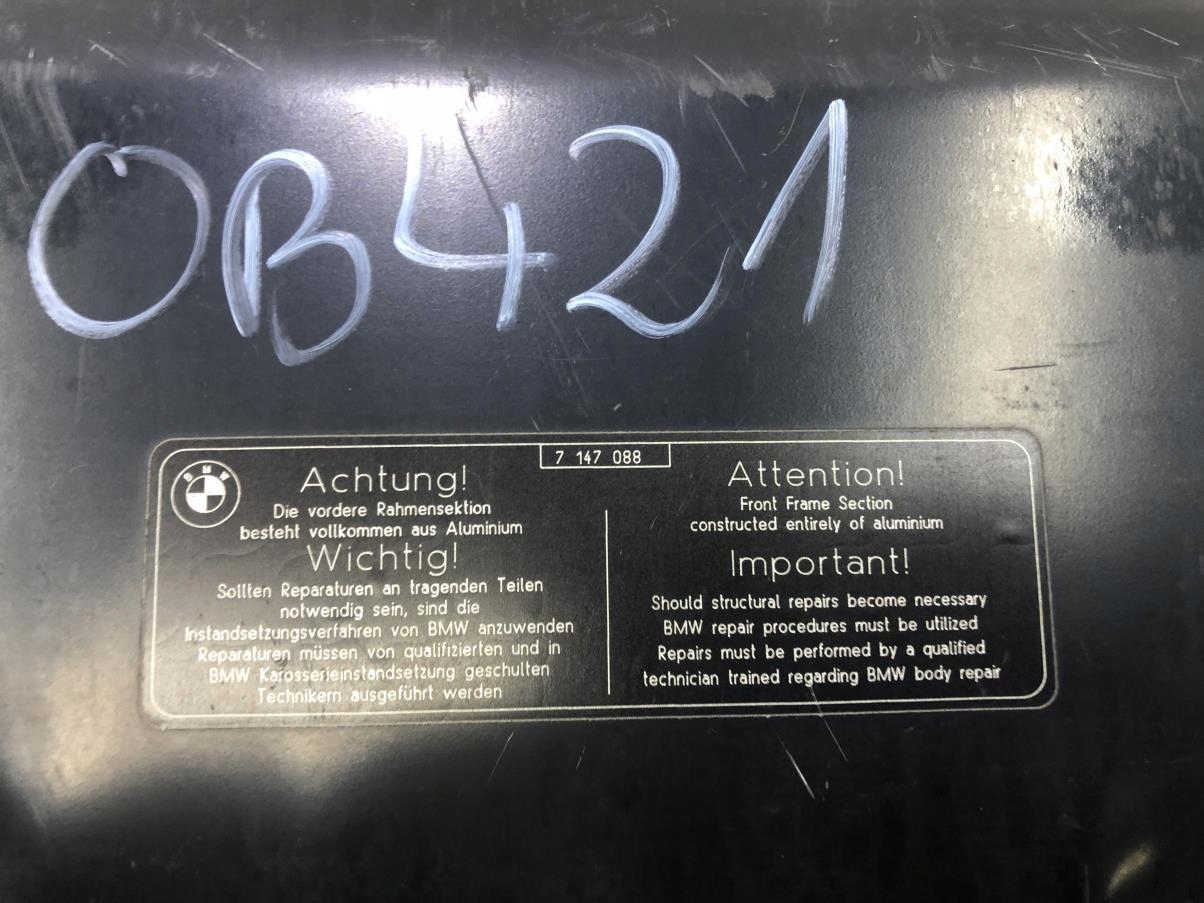 OB421
7 147 088
BMW
Achtung!
Die vordere Rahmensektion
besteht vollkommen aus Aluminium
Wichtig!
Sollten Reparaturen an tragenden Teilen
notwendig sein, sind die
Instandsetzungsverfahren von BMW anzuwenden
Reparaturen müssen von qualifizierten und in
BMW Karosserieinstandsetzung geschulten
Technikern ausgeführt werden
Attention!
Front Frame Section
constructed entirely of aluminium
Important!
Should structural repairs become necessary
BMW repair procedures must be utilized
Repairs must be performed by a qualified
technician trained regarding BMW body repair